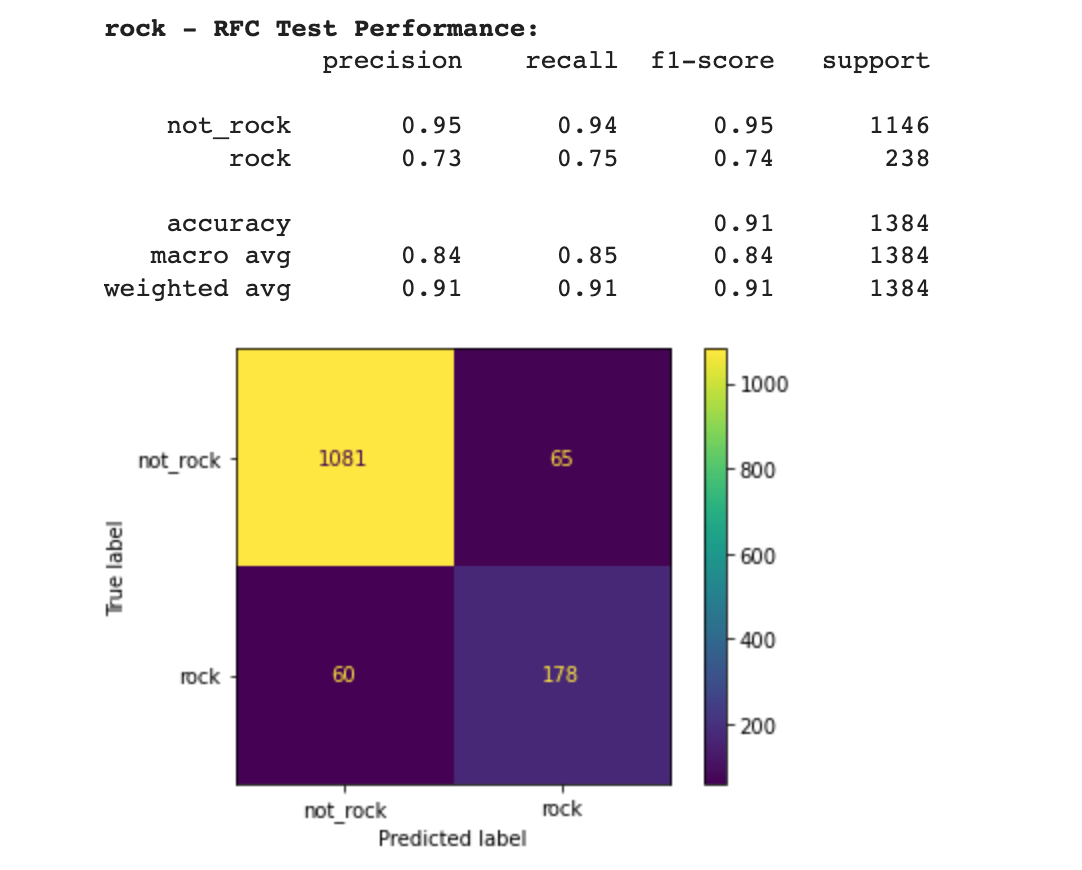 rock - RFC Test Performance:
precision recall f1-score support
not_rock 0.95 0.94 0.95 1146
rock 0.73 0.75 0.74 238
accuracy 0.91 1384
macro avg 0.84 0.85 0.84 1384
weighted avg 0.91 0.91 0.91 1384
1000
800
600
400
200
True label
not_rock
rock
1081
65
60
178
not_rock
rock
Predicted label